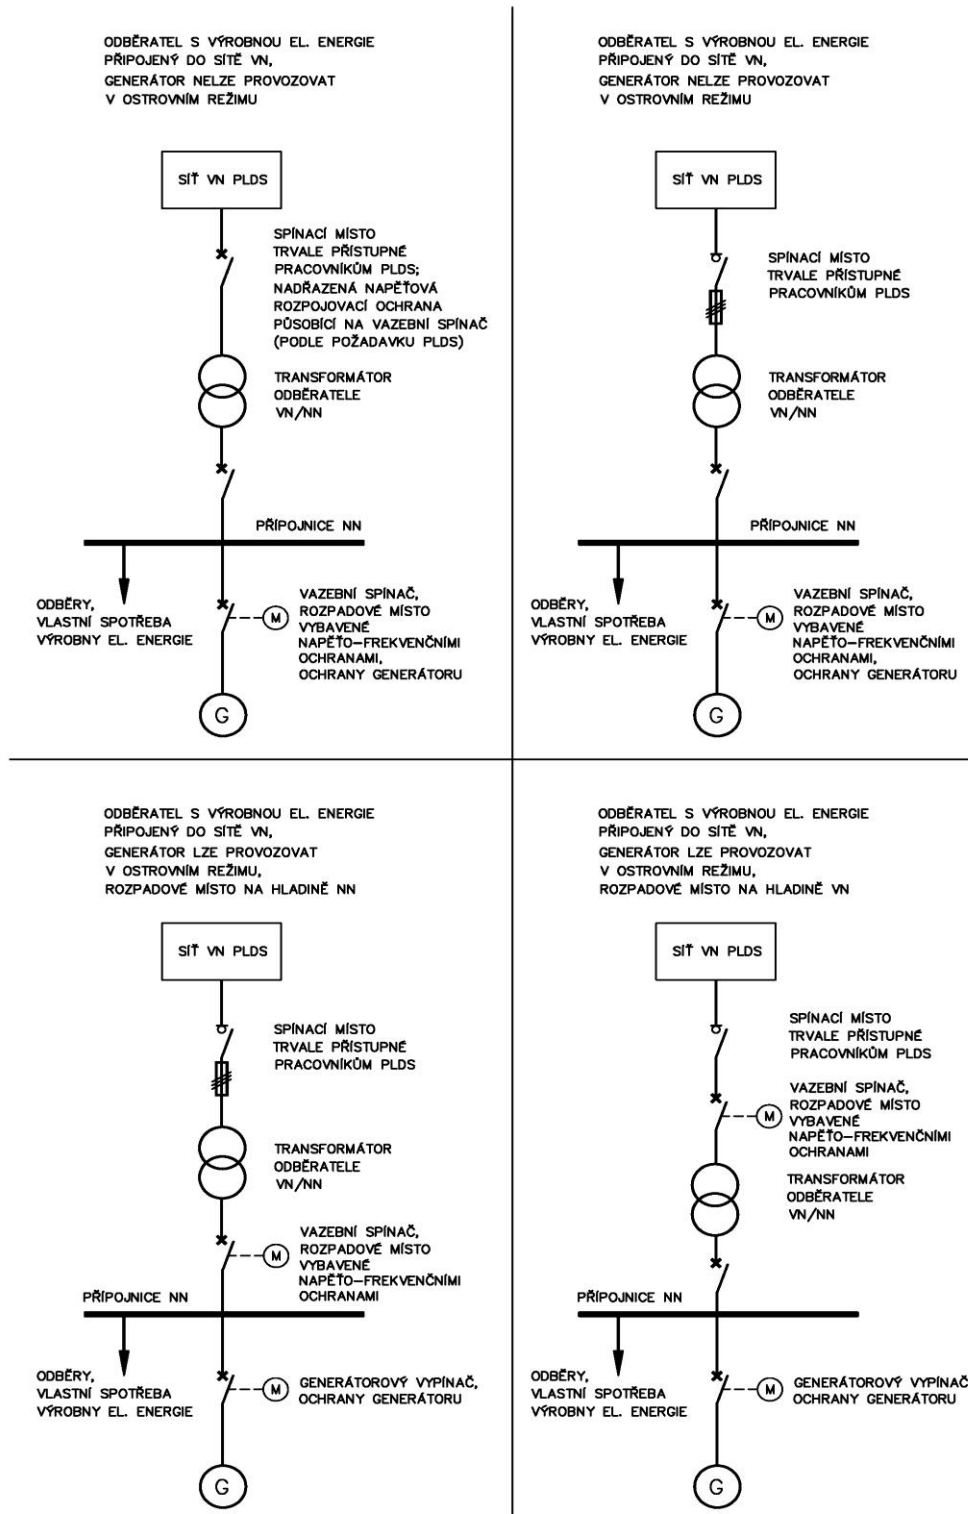 ODBĚRATEL S VÝROBNOU EL. ENERGIE
PŘIPOJENÝ DO SÍTĚ VN,
GENERÁTOR NELZE PROVOZOVAT
V OSTROVNÍM REŽIMU
SÍŤ VN PLDS
SPÍNACÍ MÍSTO
TRVALE PŘÍSTUPNÉ
PRACOVNÍKŮM PLDS;
NADŘAZENÁ NAPĚŤOVÁ
ROZPOJOVACÍ OCHRANA
PŮSOBÍCÍ NA VAZEBNÍ SPÍNAČ
(PODLE POŽADAVKU PLDS)
TRANSFORMÁTOR
ODBĚRATELE
VN/NN
PŘÍPOJNICE NN
ODBĚRY,
VLASTNÍ SPOTŘEBA
VÝROBNY EL. ENERGIE
M
VAZEBNÍ SPÍNAČ,
ROZPADOVÉ MÍSTO
VYBAVENÉ
NAPĚŤO-FREKVENČNÍMI
OCHRANAMI,
OCHRANY GENERÁTORU
G
ODBĚRATEL S VÝROBNOU EL. ENERGIE
PŘIPOJENÝ DO SÍTĚ VN,
GENERÁTOR NELZE PROVOZOVAT
V OSTROVNÍM REŽIMU
SÍŤ VN PLDS
SPÍNACÍ MÍSTO
TRVALE PŘÍSTUPNÉ
PRACOVNÍKŮM PLDS
TRANSFORMÁTOR
ODBĚRATELE
VN/NN
PŘÍPOJNICE NN
ODBĚRY,
VLASTNÍ SPOTŘEBA
VÝROBNY EL. ENERGIE
M
VAZEBNÍ SPÍNAČ,
ROZPADOVÉ MÍSTO
VYBAVENÉ
NAPĚŤO-FREKVENČNÍMI
OCHRANAMI,
OCHRANY GENERÁTORU
G
ODBĚRATEL S VÝROBNOU EL. ENERGIE
PŘIPOJENÝ DO SÍTĚ VN,
GENERÁTOR LZE PROVOZOVAT
V OSTROVNÍM REŽIMU,
ROZPADOVÉ MÍSTO NA HLADINĚ NN
SÍŤ VN PLDS
SPÍNACÍ MÍSTO
TRVALE PŘÍSTUPNÉ
PRACOVNÍKŮM PLDS
TRANSFORMÁTOR
ODBĚRATELE
VN/NN
M
VAZEBNÍ SPÍNAČ,
ROZPADOVÉ MÍSTO
VYBAVENÉ
NAPĚŤO-FREKVENČNÍMI
OCHRANAMI
PŘÍPOJNICE NN
ODBĚRY,
VLASTNÍ SPOTŘEBA
VÝROBNY EL. ENERGIE
M
GENERÁTOROVÝ VYPÍNAČ,
OCHRANY GENERÁTORU
G
ODBĚRATEL S VÝROBNOU EL. ENERGIE
PŘIPOJENÝ DO SÍTĚ VN,
GENERÁTOR LZE PROVOZOVAT
V OSTROVNÍM REŽIMU,
ROZPADOVÉ MÍSTO NA HLADINĚ VN
SÍŤ VN PLDS
SPÍNACÍ MÍSTO
TRVALE PŘÍSTUPNÉ
PRACOVNÍKŮM PLDS
M
VAZEBNÍ SPÍNAČ,
ROZPADOVÉ MÍSTO
VYBAVENÉ
NAPĚŤO-FREKVENČNÍMI
OCHRANAMI
TRANSFORMÁTOR
ODBĚRATELE
VN/NN
PŘÍPOJNICE NN
ODBĚRY,
VLASTNÍ SPOTŘEBA
VÝROBNY EL. ENERGIE
M
GENERÁTOROVÝ VYPÍNAČ,
OCHRANY GENERÁTORU
G